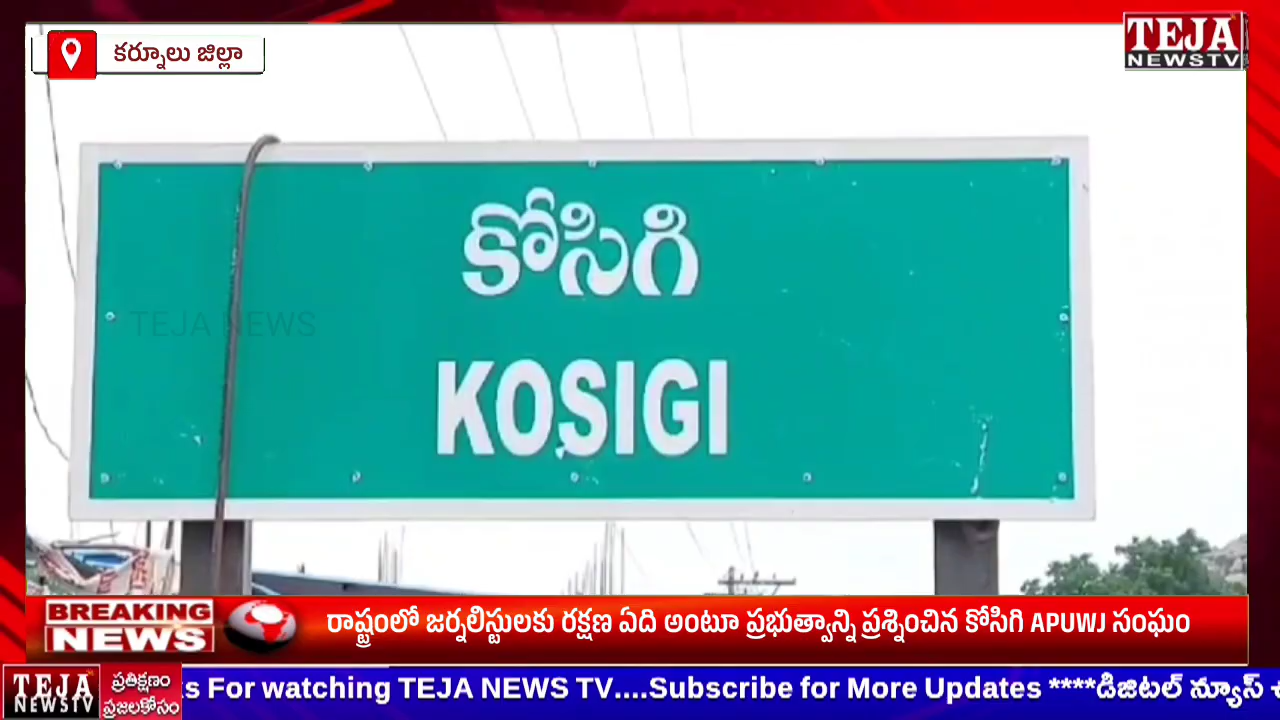 కర్నూలు జిల్లా
TEJA
NEWSTV
కోసిగి
TEJA NEWS
KOSIGI
BREAKING
NEWS
రాష్ట్రంలో జర్నలిస్టులకు రక్షణ ఏది అంటూ ప్రభుత్వాన్ని ప్రశ్నించిన కోసిగి APUWJ సంఘం
TEJA
NEWSTV
ప్రతిక్షణం
ప్రజలకోసం
For watching TEJA NEWS TV....Subscribe for More Updates ****డిజిటల్ న్యూస్